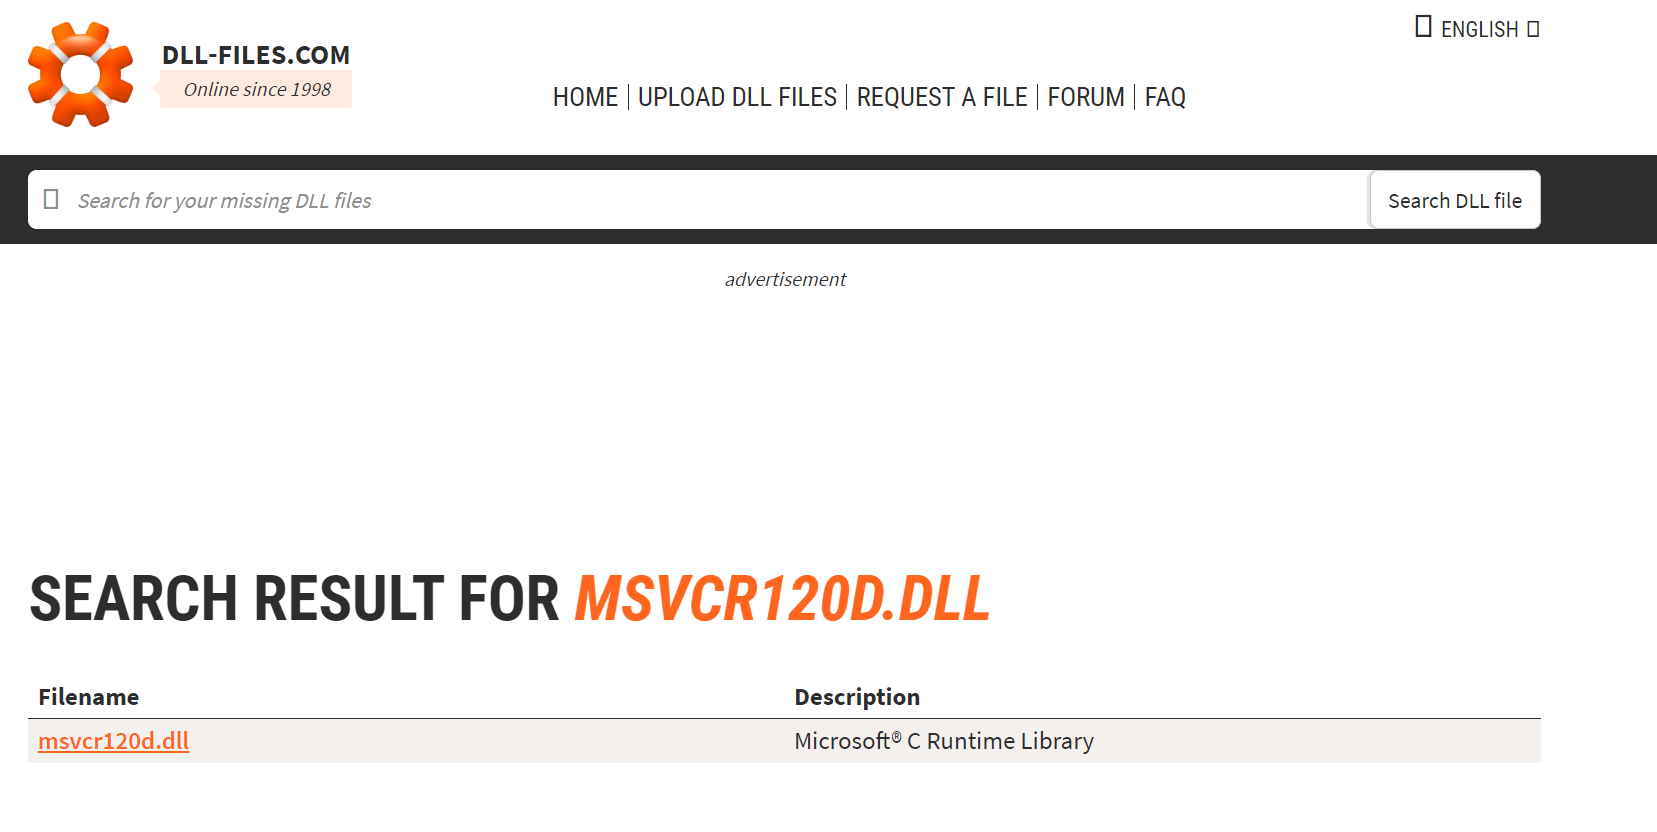 DLL-FILES.COM
Online since 1998
ENGLISH
HOME | UPLOAD DLL FILES | REQUEST A FILE | FORUM | FAQ
Search for your missing DLL files
Search DLL file
advertisement
SEARCH RESULT FOR MSVCR120D.DLL
Filename Description
msvcr120d.dll Microsoft® C Runtime Library